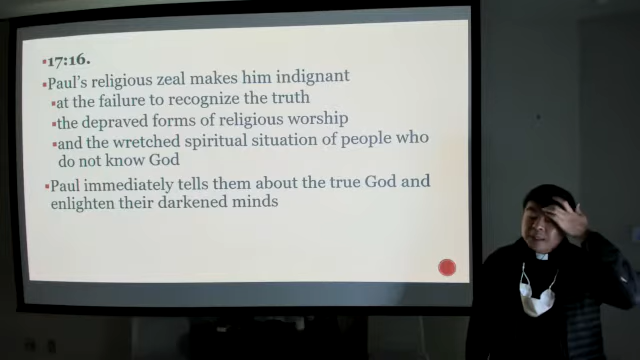 17:16.
Paul's religious zeal makes him indignant
at the failure to recognize the truth
the depraved forms of religious worship
and the wretched spiritual situation of people who
do not know God
Paul immediately tells them about the true God and
enlighten their darkened minds